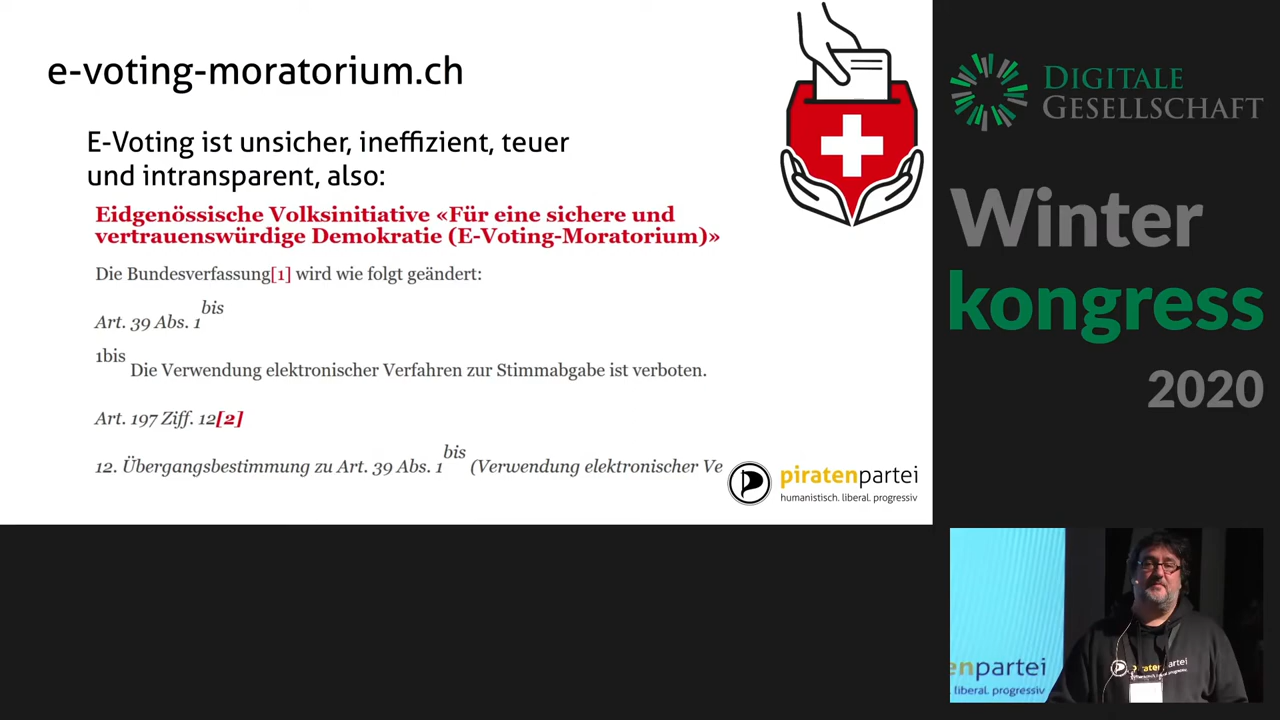 e-voting-moratorium.ch
E-Voting ist unsicher, ineffizient, teuer
und intransparent, also:
Eidgenössische Volksinitiative «Für eine sichere und
vertrauenswürdige Demokratie (E-Voting-Moratorium)»
Die Bundesverfassung[1] wird wie folgt geändert:
Art. 39 Abs. 1bis
1bis Die Verwendung elektronischer Verfahren zur Stimmabgabe ist verboten.
Art. 197 Ziff. 12[2]
12. Übergangsbestimmung zu Art. 39 Abs. 1bis (Verwendung elektronischer Ve
piratenpartei
humanistisch. liberal. progressiv
DIGITALE
GESELLSCHAFT
Winter
kongress
2020
enpartei
. liberal. progressiv
piratenpartei